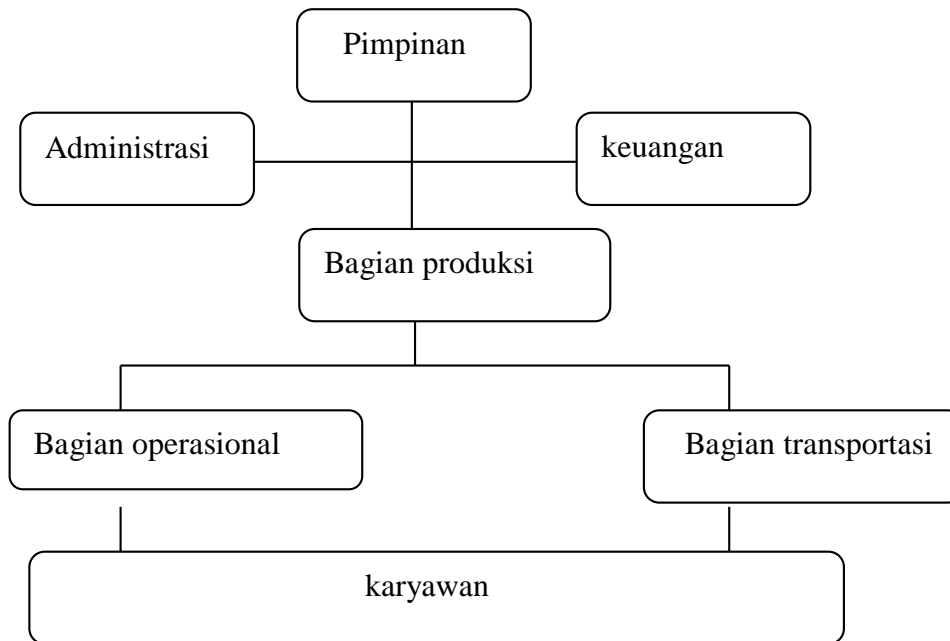 Pimpinan
Administrasi
keuangan
Bagian produksi
Bagian operasional
Bagian transportasi
karyawan